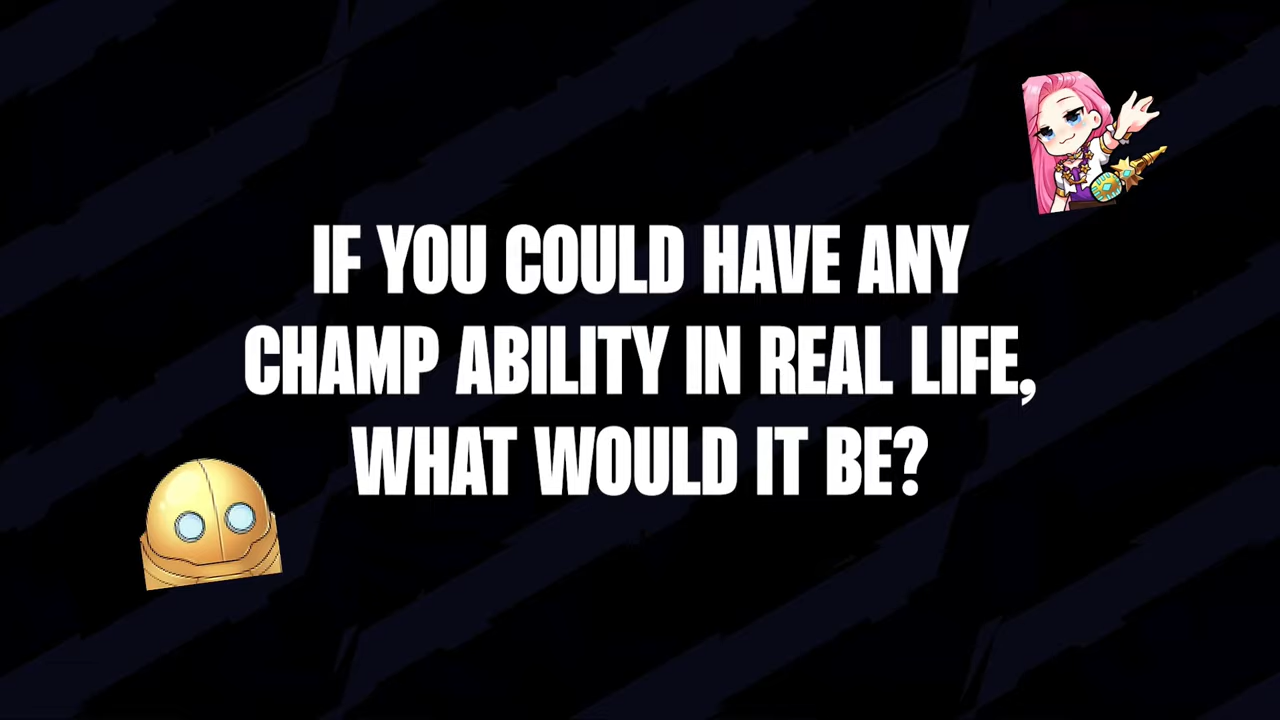 IF YOU COULD HAVE ANY
CHAMP ABILITY IN REAL LIFE,
WHAT WOULD IT BE?